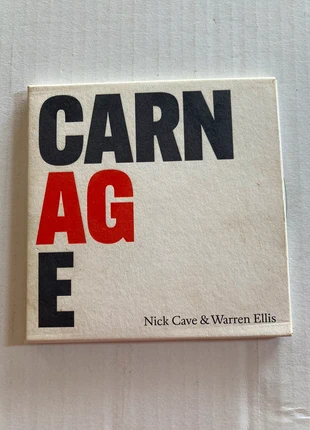 CARN
AG
E
Nick Cave & Warren Ellis